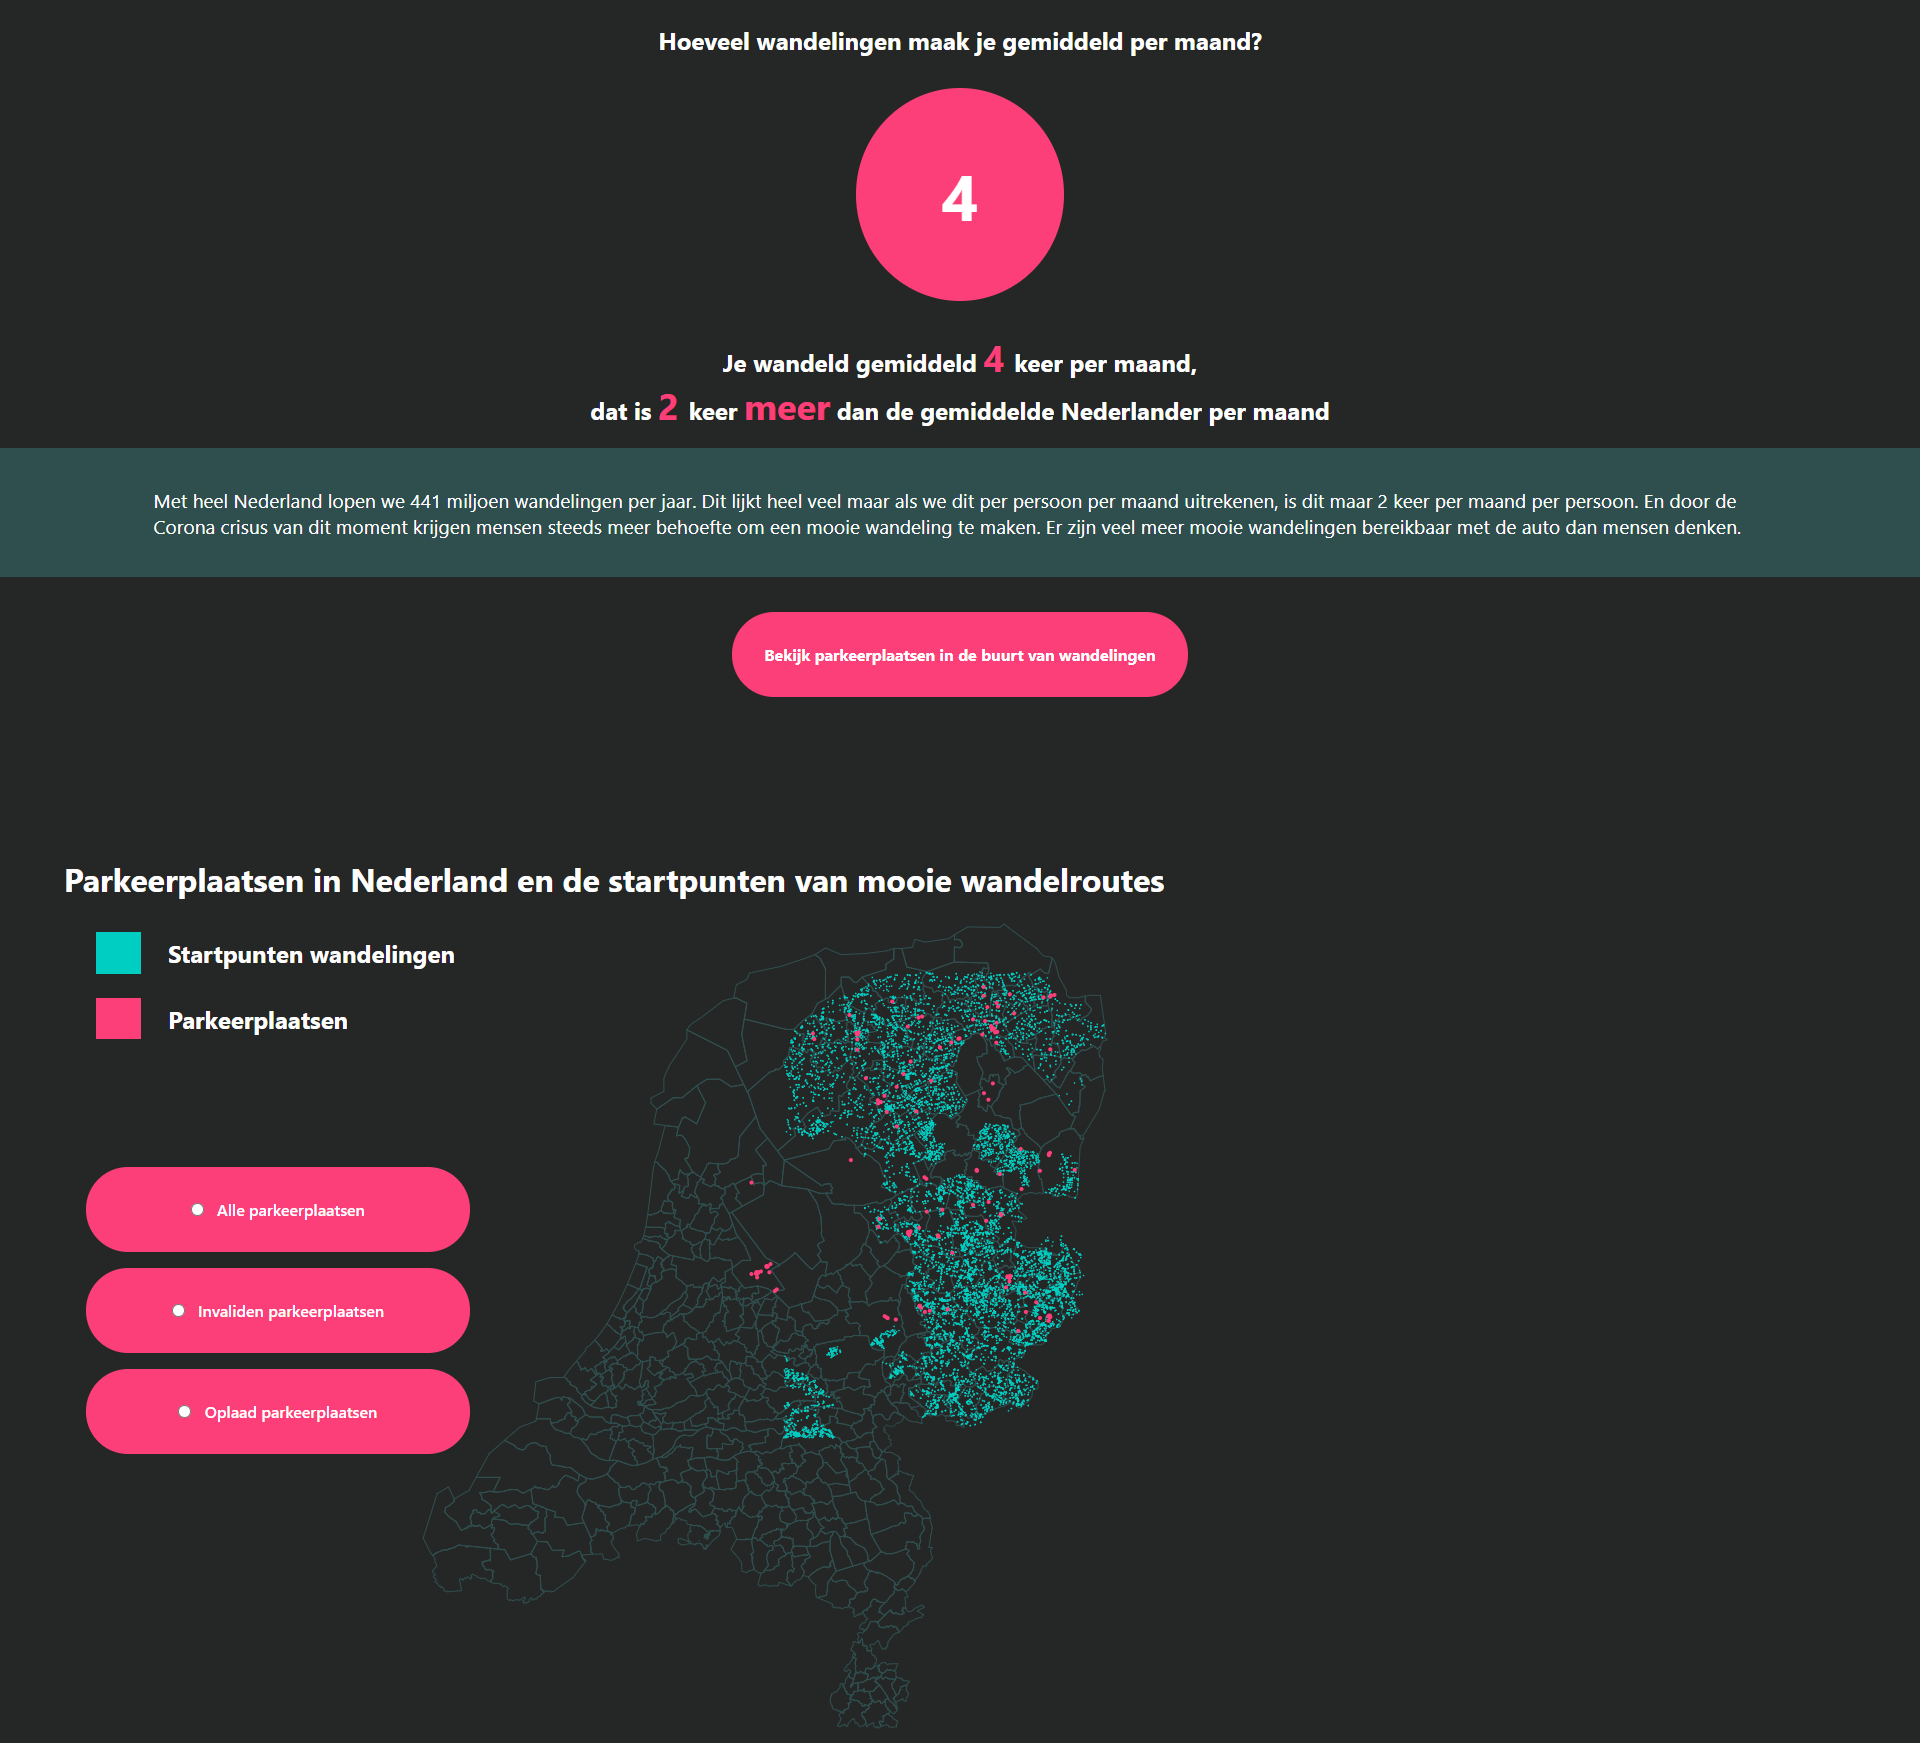 Hoeveel wandelingen maak je gemiddeld per maand?
4
Je wandeld gemiddeld 4 keer per maand,
dat is 2 keer meer dan de gemiddelde Nederlander per maand
Met heel Nederland lopen we 441 miljoen wandelingen per jaar. Dit lijkt heel veel maar als we dit per persoon per maand uitrekenen, is dit maar 2 keer per maand per persoon. En door de
Corona crisus van dit moment krijgen mensen steeds meer behoefte om een mooie wandeling te maken. Er zijn veel meer mooie wandelingen bereikbaar met de auto dan mensen denken.
Bekijk parkeerplaatsen in de buurt van wandelingen
Parkeerplaatsen in Nederland en de startpunten van mooie wandelroutes
Startpunten wandelingen
Parkeerplaatsen
Alle parkeerplaatsen
Invaliden parkeerplaatsen
Oplaad parkeerplaatsen